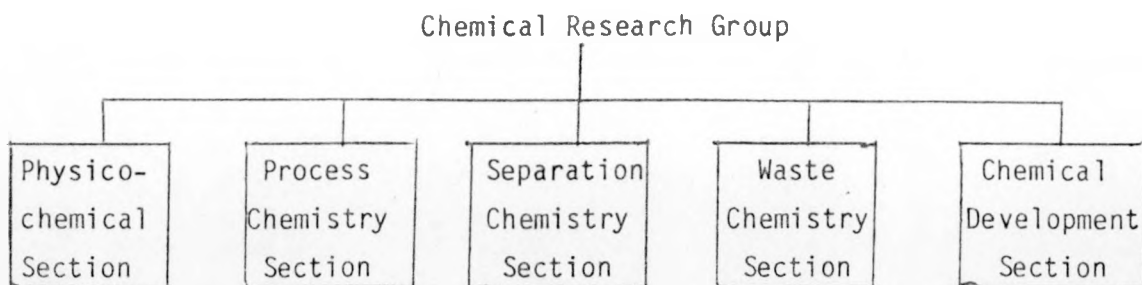 Chemical Research Group
Physico-
chemical
Section
Process
Chemistry
Section
Separation
Chemistry
Section
Waste
Chemistry
Section
Chemical
Development
Section